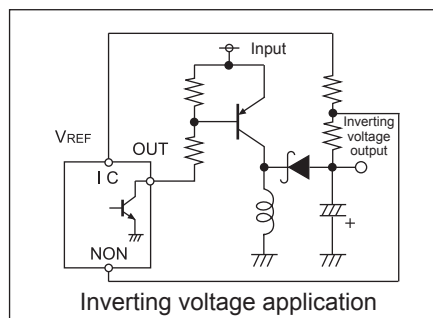 Input
VREF
OUT
Inverting
voltage
output
I C
+
NON
Inverting voltage application